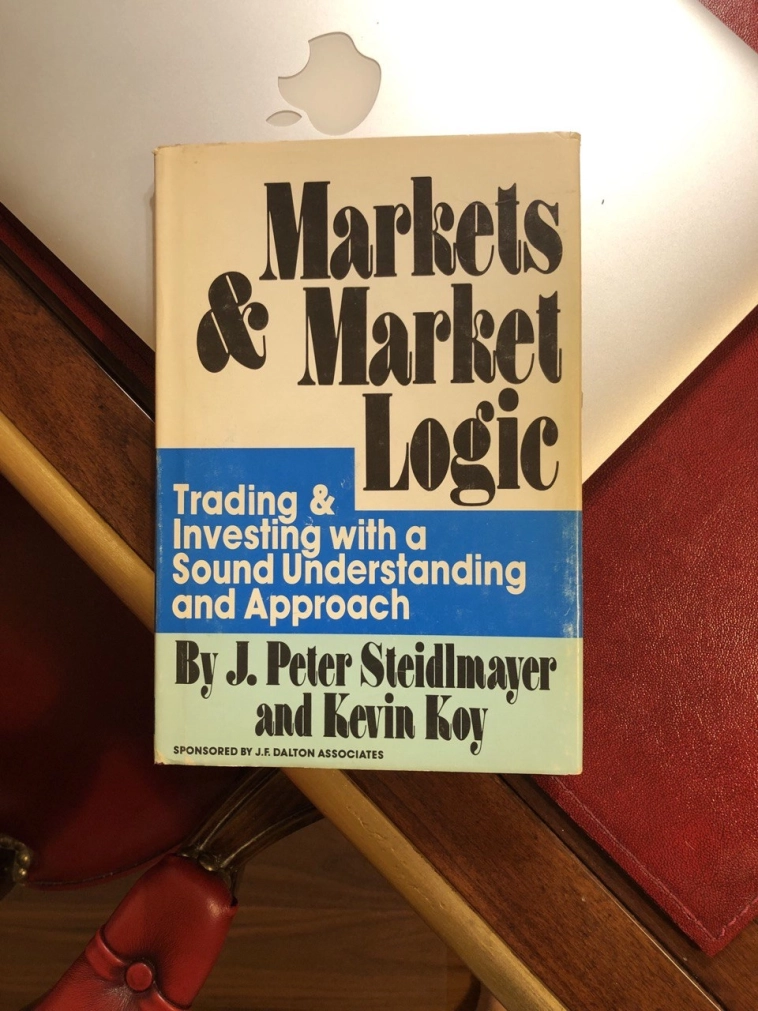 Markets
& Market
Logic
Trading &
Investing with a
Sound Understanding
and Approach
By J. Peter Steidlmayer
and Kevin Koy
SPONSORED BY J.F. DALTON ASSOCIATES